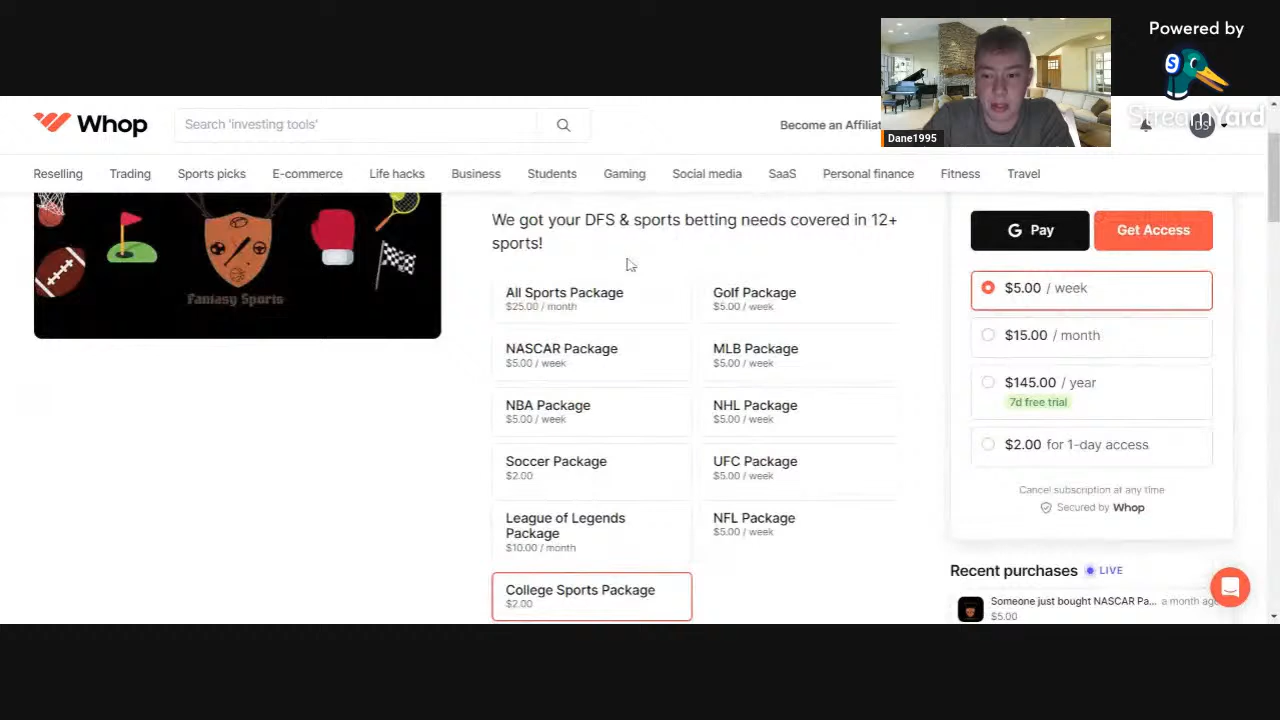 Powered by
S
StreamYard
Dane1995
Whop
Search 'investing tools'
Become an Affiliat
DS
Reselling
Trading
Sports picks
E-commerce
Life hacks
Business
Students
Gaming
Social media
SaaS
Personal finance
Fitness
Travel
Fantasy Sports
We got your DFS & sports betting needs covered in 12+
sports!
All Sports Package
$25.00 / month
Golf Package
$5.00 / week
NASCAR Package
$5.00 / week
MLB Package
$5.00 / week
NBA Package
$5.00 / week
NHL Package
$5.00 / week
Soccer Package
$2.00
UFC Package
$5.00 / week
League of Legends
Package
$10.00 / month
NFL Package
$5.00 / week
College Sports Package
$2.00
G Pay
Get Access
$5.00 / week
$15.00 / month
$145.00 / year
7d free trial
$2.00 for 1-day access
Cancel subscription at any time
Secured by Whop
Recent purchases
LIVE
Someone just bought NASCAR Pa...
a month ago
$5.00